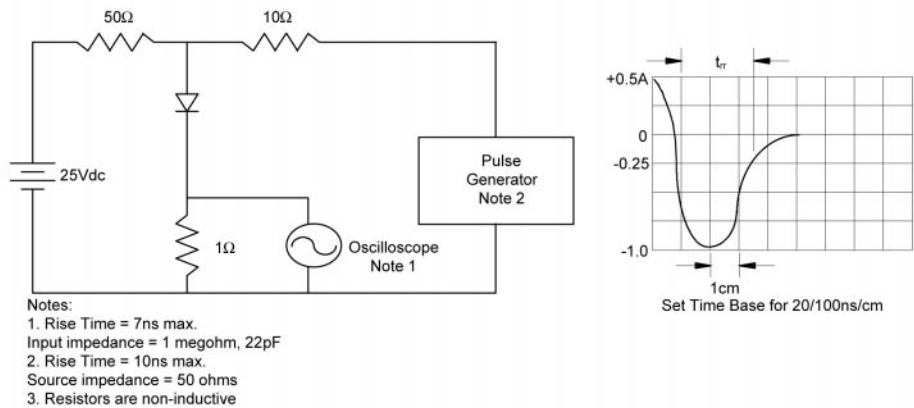 50Ω
10Ω
25Vdc
Pulse
Generator
Note 2
1Ω
Oscilloscope
Note 1
Notes:
1. Rise Time = 7ns max.
Input impedance = 1 megohm, 22pF
2. Rise Time = 10ns max.
Source impedance = 50 ohms
3. Resistors are non-inductive
trr
+0.5A
0
-0.25
-1.0
1cm
Set Time Base for 20/100ns/cm